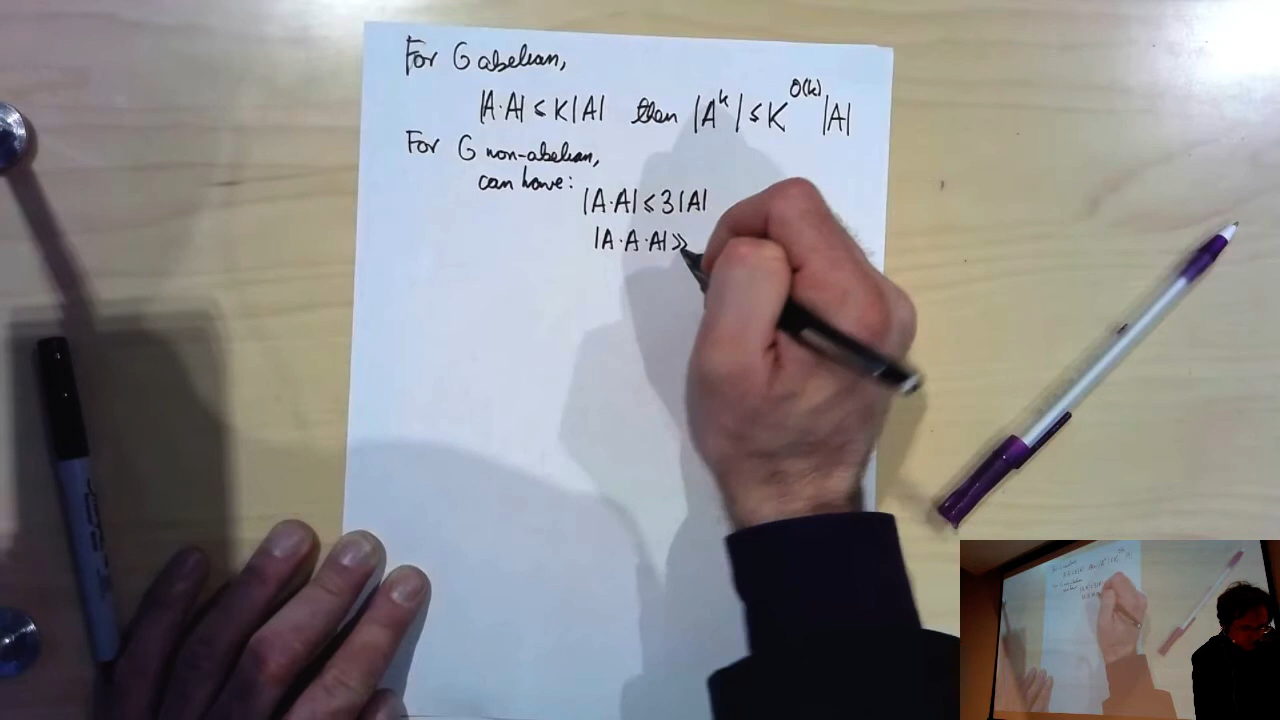 For G abelian,
|A·A| ≤ K|A| then |A^k| ≤ K^{O(k)} |A|
For G non-abelian,
can have:
|A·A| ≤ 3|A|
|A·A·A| ≫